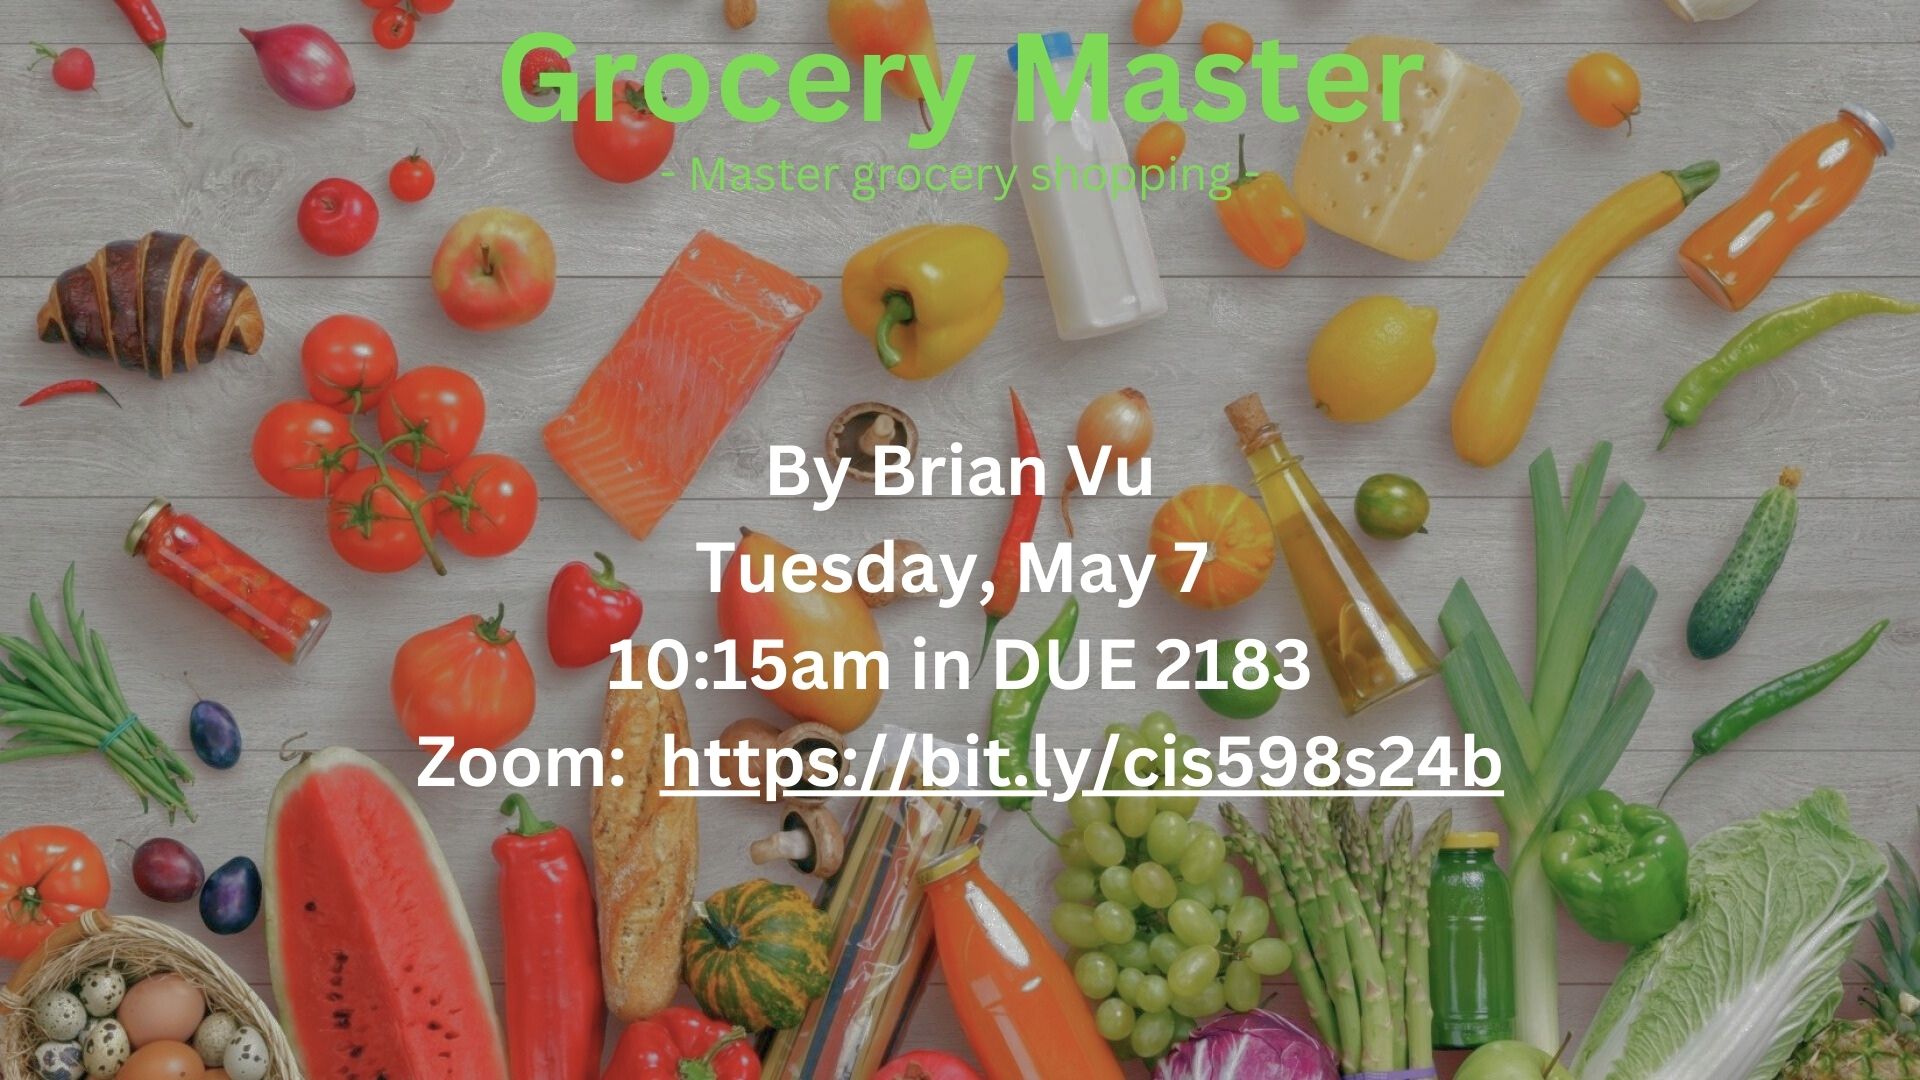 Grocery Master
- Master grocery shopping -
By Brian Vu
Tuesday, May 7
10:15am in DUE 2183
Zoom: https://bit.ly/cis598s24b